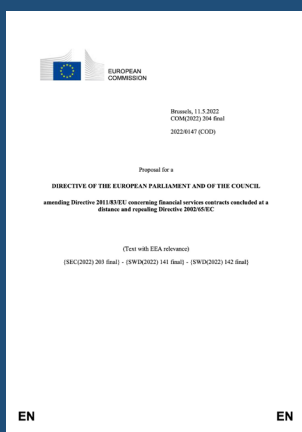 EUROPEAN
COMMISSION
Brussels, 11.5.2022
COM(2022) 204 final
2022/0147 (COD)
Proposal for a
DIRECTIVE OF THE EUROPEAN PARLIAMENT AND OF THE COUNCIL
amending Directive 2011/83/EU concerning financial services contracts concluded at a
distance and repealing Directive 2002/65/EC
(Text with EEA relevance)
{SEC(2022) 203 final} - {SWD(2022) 141 final} - {SWD(2022) 142 final}
EN
EN